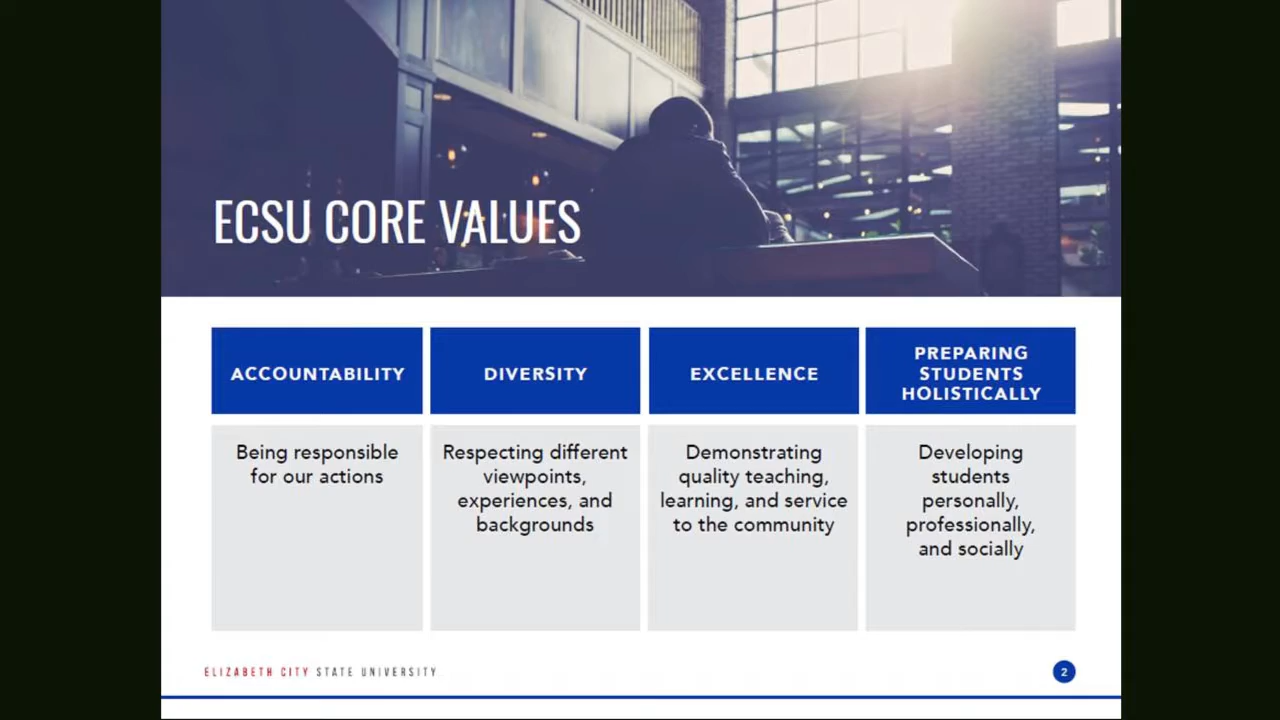 ECSU CORE VALUES
ACCOUNTABILITY
Being responsible
for our actions
DIVERSITY
Respecting different
viewpoints,
experiences, and
backgrounds
EXCELLENCE
Demonstrating
quality teaching,
learning, and service
to the community
PREPARING
STUDENTS
HOLISTICALLY
Developing
students
personally,
professionally,
and socially
ELIZABETH CITY STATE UNIVERSITY
2